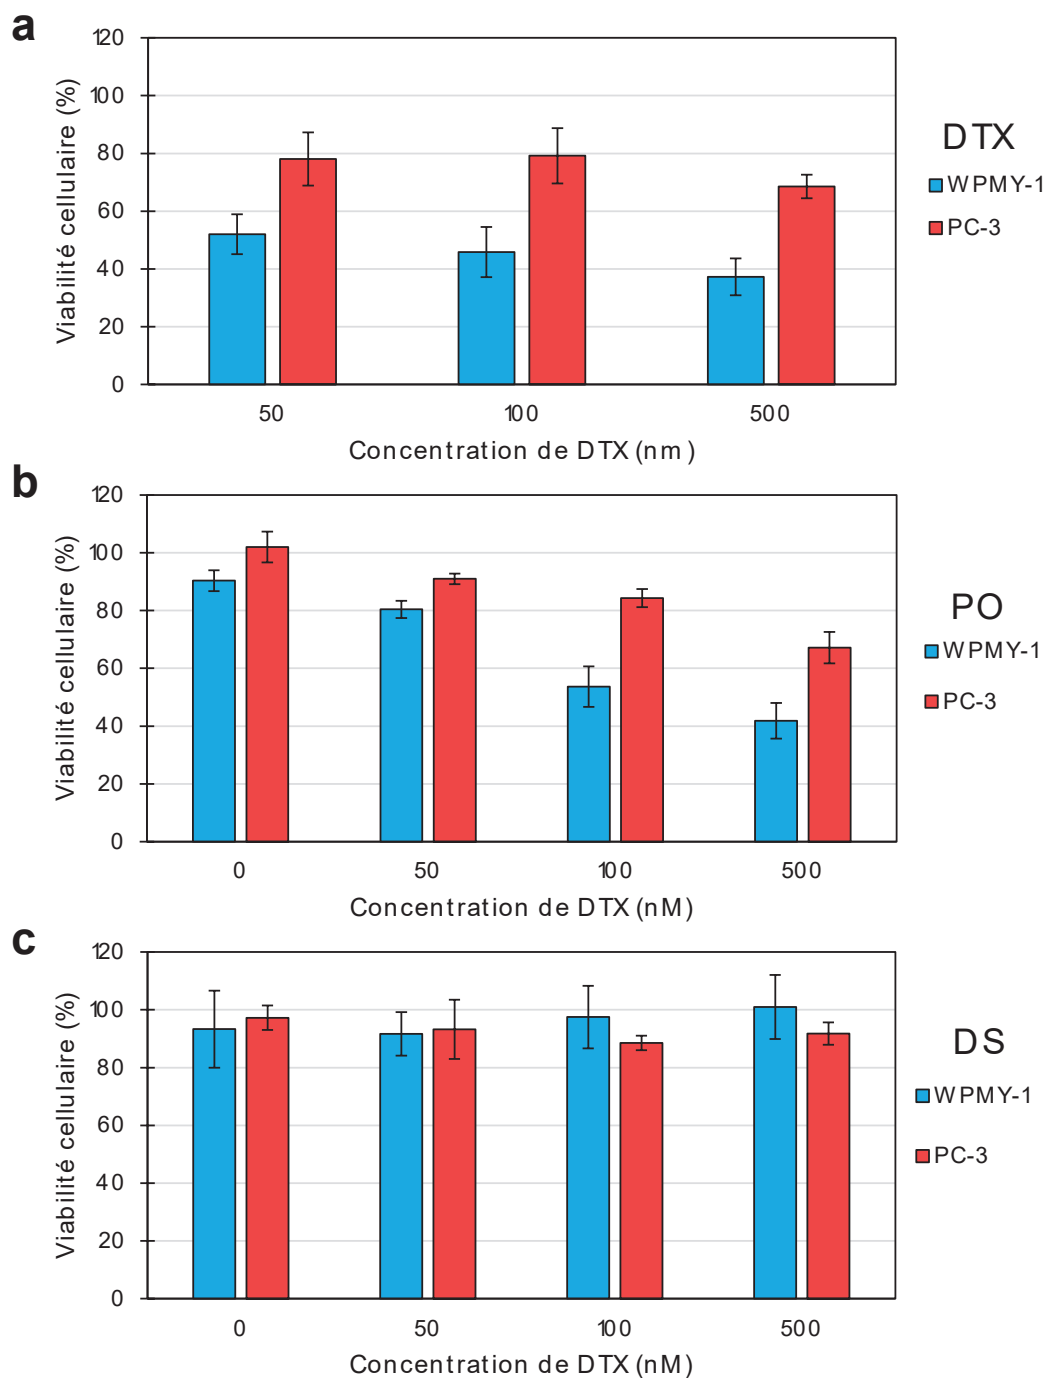 a
120
100
80
60
40
20
0
Viabilité cellulaire (%)
50 100 500
Concentration de DTX (nm)
DTX
WPMY-1
PC-3
b
120
100
80
60
40
20
0
Viabilité cellulaire (%)
0 50 100 500
Concentration de DTX (nM)
PO
WPMY-1
PC-3
c
120
100
80
60
40
20
0
Viabilité cellulaire (%)
0 50 100 500
Concentration de DTX (nM)
DS
WPMY-1
PC-3